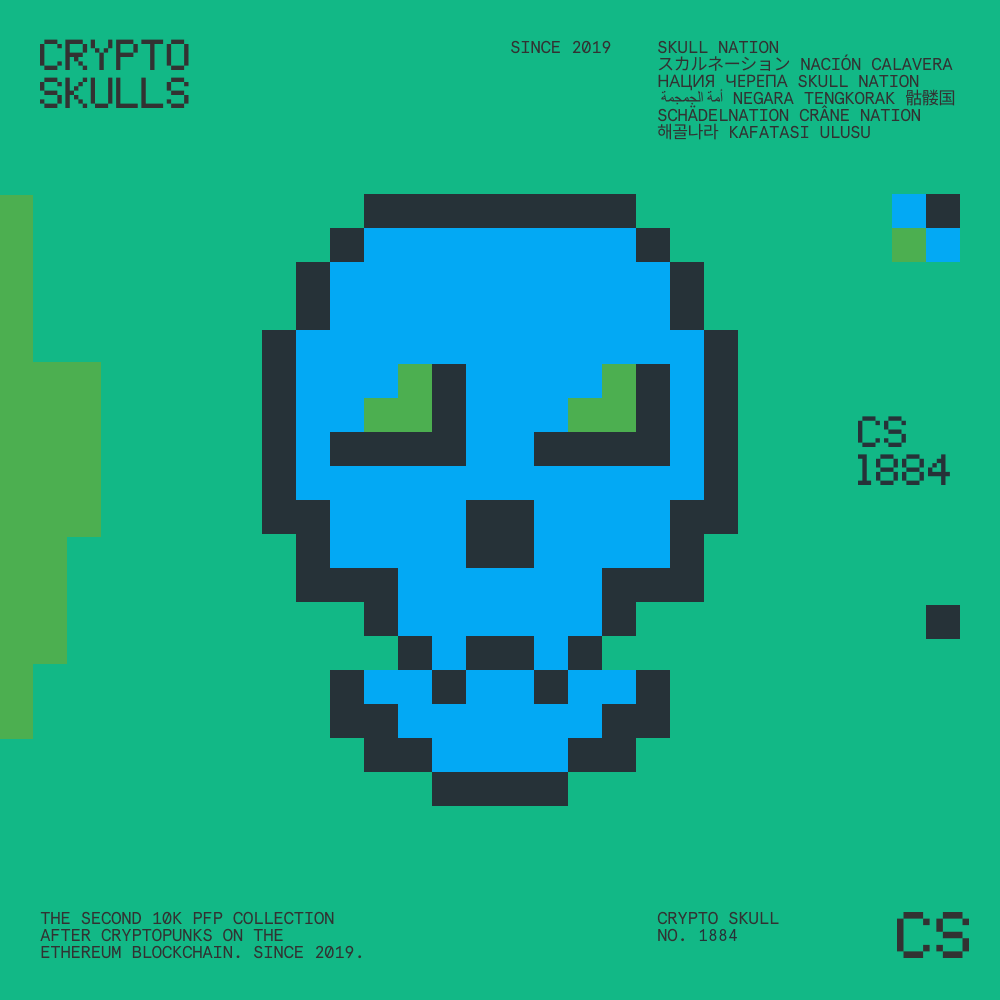 CRYPTO
SKULLS
SINCE 2019
SKULL NATION
スカルネーション NACIÓN CALAVERA
НАЦИЯ ЧЕРЕПА SKULL NATION
أمة الجمجمة NEGARA TENGKORAK 骷髅国
SCHÄDELNATION CRÂNE NATION
해골나라 KAFATASI ULUSU
CS
1884
THE SECOND 10K PFP COLLECTION
AFTER CRYPTOPUNKS ON THE
ETHEREUM BLOCKCHAIN. SINCE 2019.
CRYPTO SKULL
NO. 1884
CS